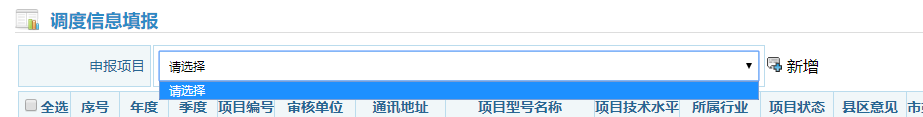 调度信息填报
申报项目 请选择 新增
请选择
全选 序号 年度 季度 项目编号 审核单位 通讯地址 项目型号名称 项目技术水平 所属行业 项目状态 县区意见